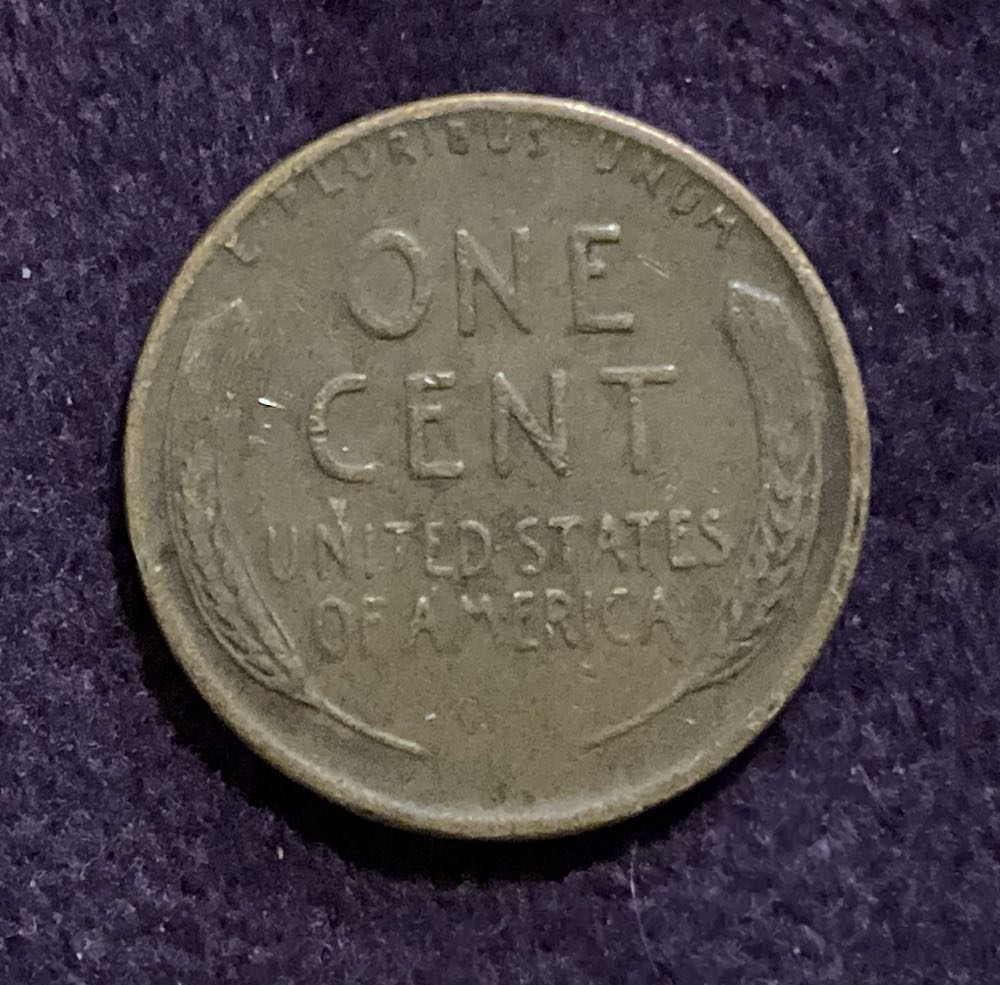 E PLURIBUS UNUM
ONE
CENT
UNITED STATES
OF AMERICA